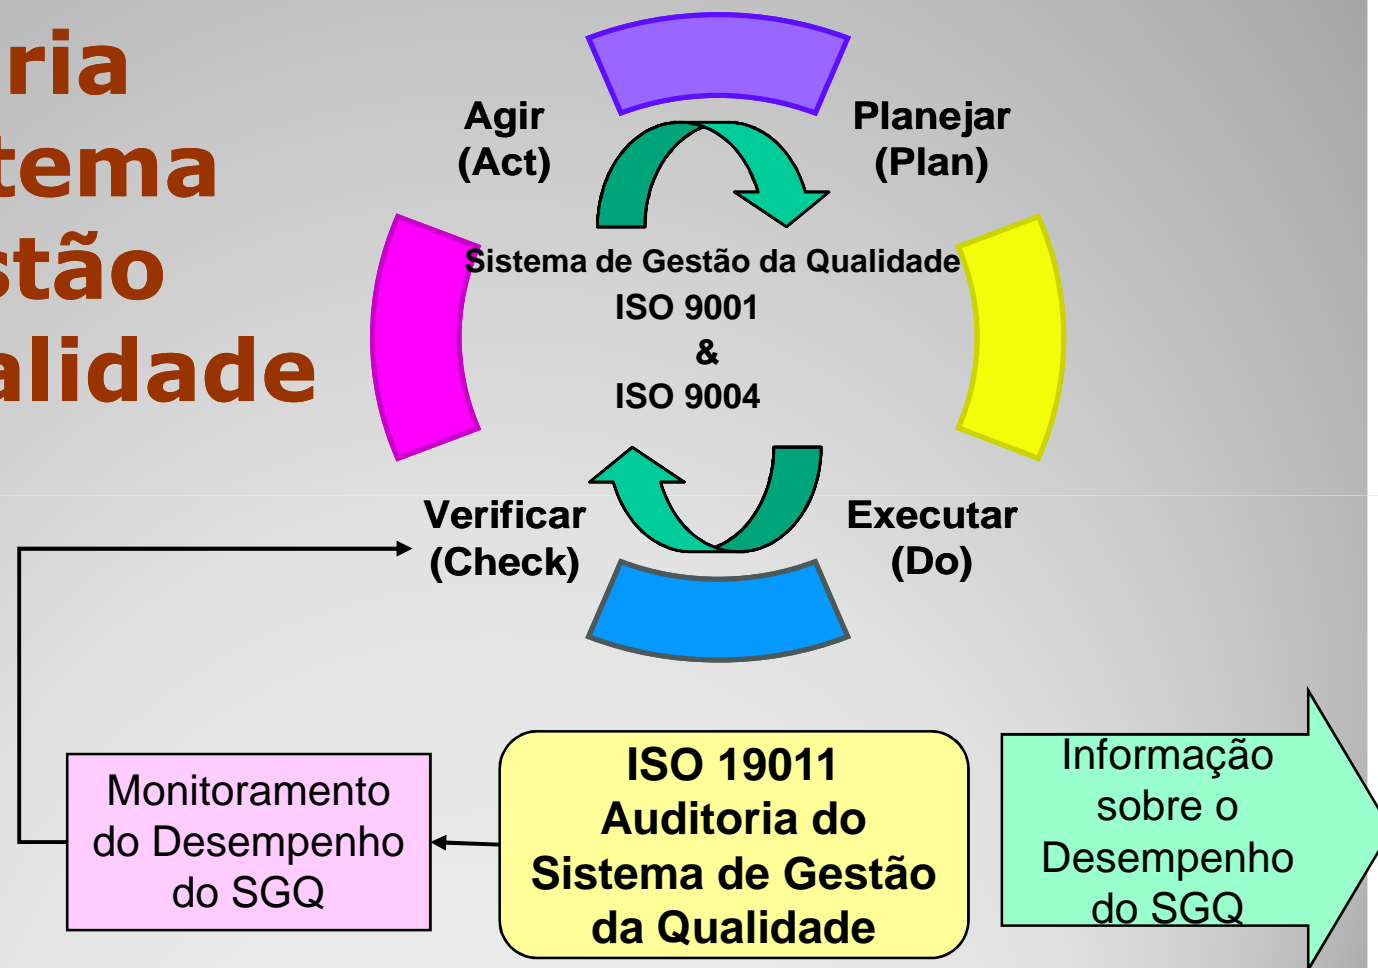 ria
tema
stão
alidade
Agir
(Act)
Planejar
(Plan)
Sistema de Gestão da Qualidade
ISO 9001
&
ISO 9004
Verificar
(Check)
Executar
(Do)
Monitoramento
do Desempenho
do SGQ
ISO 19011
Auditoria do
Sistema de Gestão
da Qualidade
Informação
sobre o
Desempenho
do SGQ